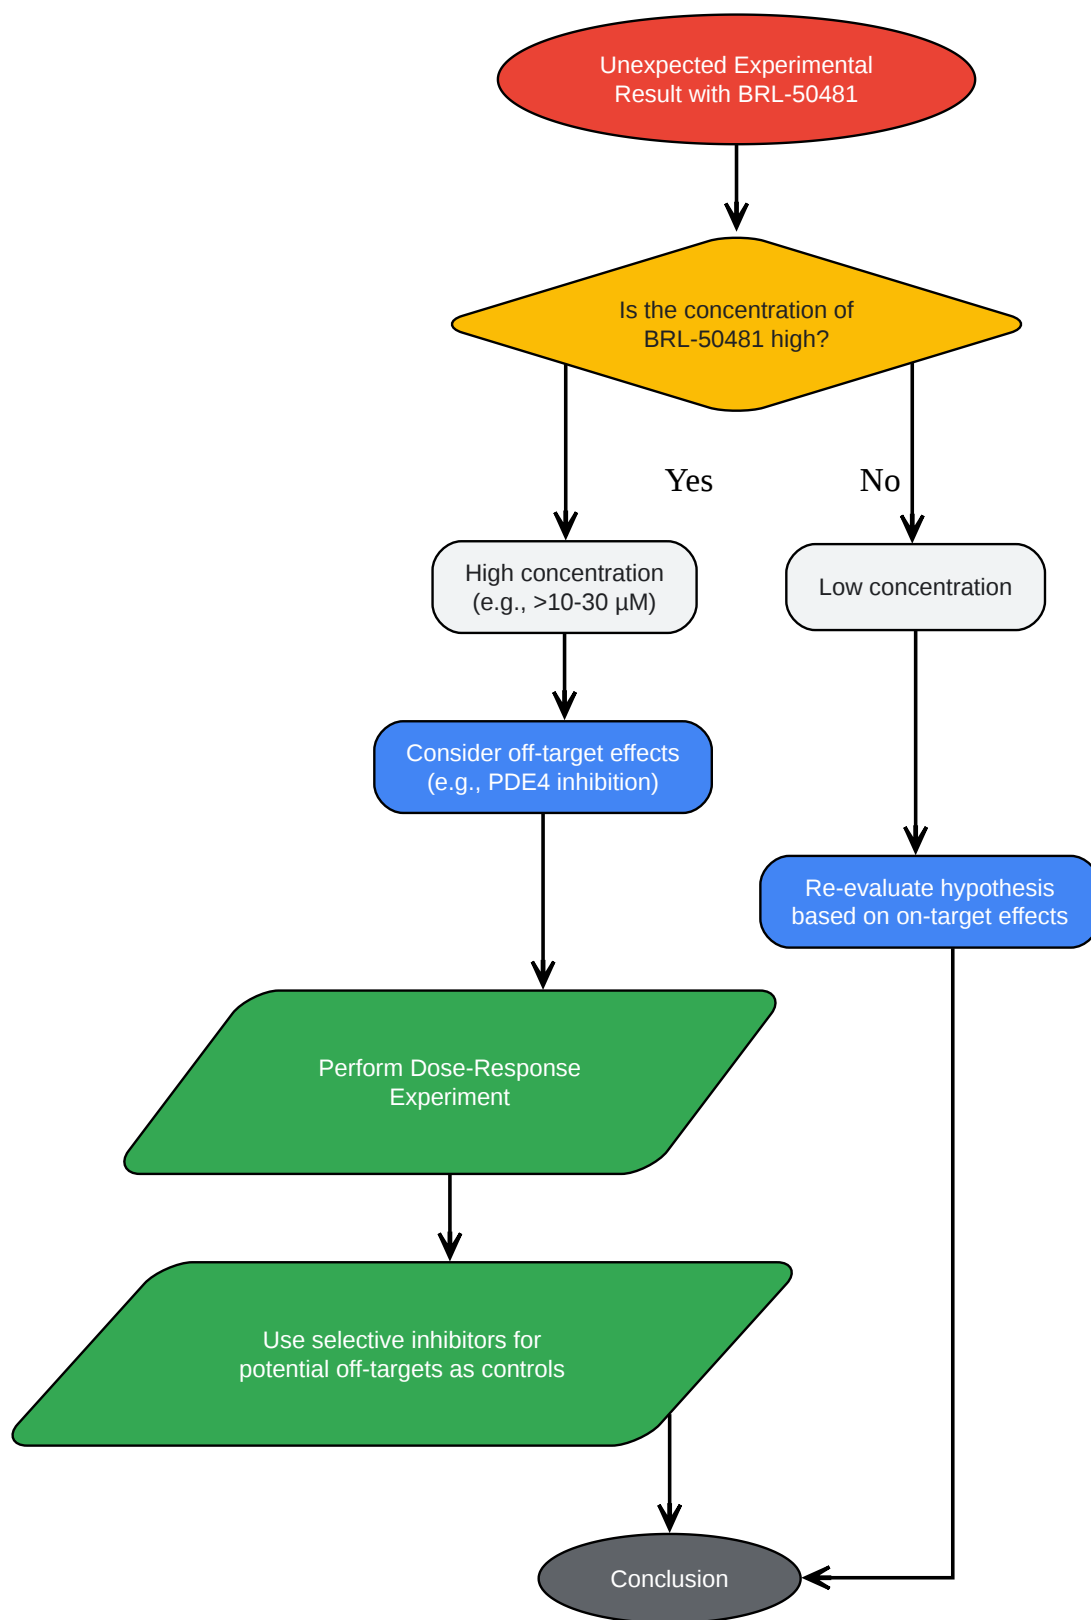 Unexpected Experimental
Result with BRL-50481
Is the concentration of
BRL-50481 high?
Yes
No
High concentration
(e.g., >10-30 µM)
Low concentration
Consider off-target effects
(e.g., PDE4 inhibition)
Re-evaluate hypothesis
based on on-target effects
Perform Dose-Response
Experiment
Use selective inhibitors for
potential off-targets as controls
Conclusion